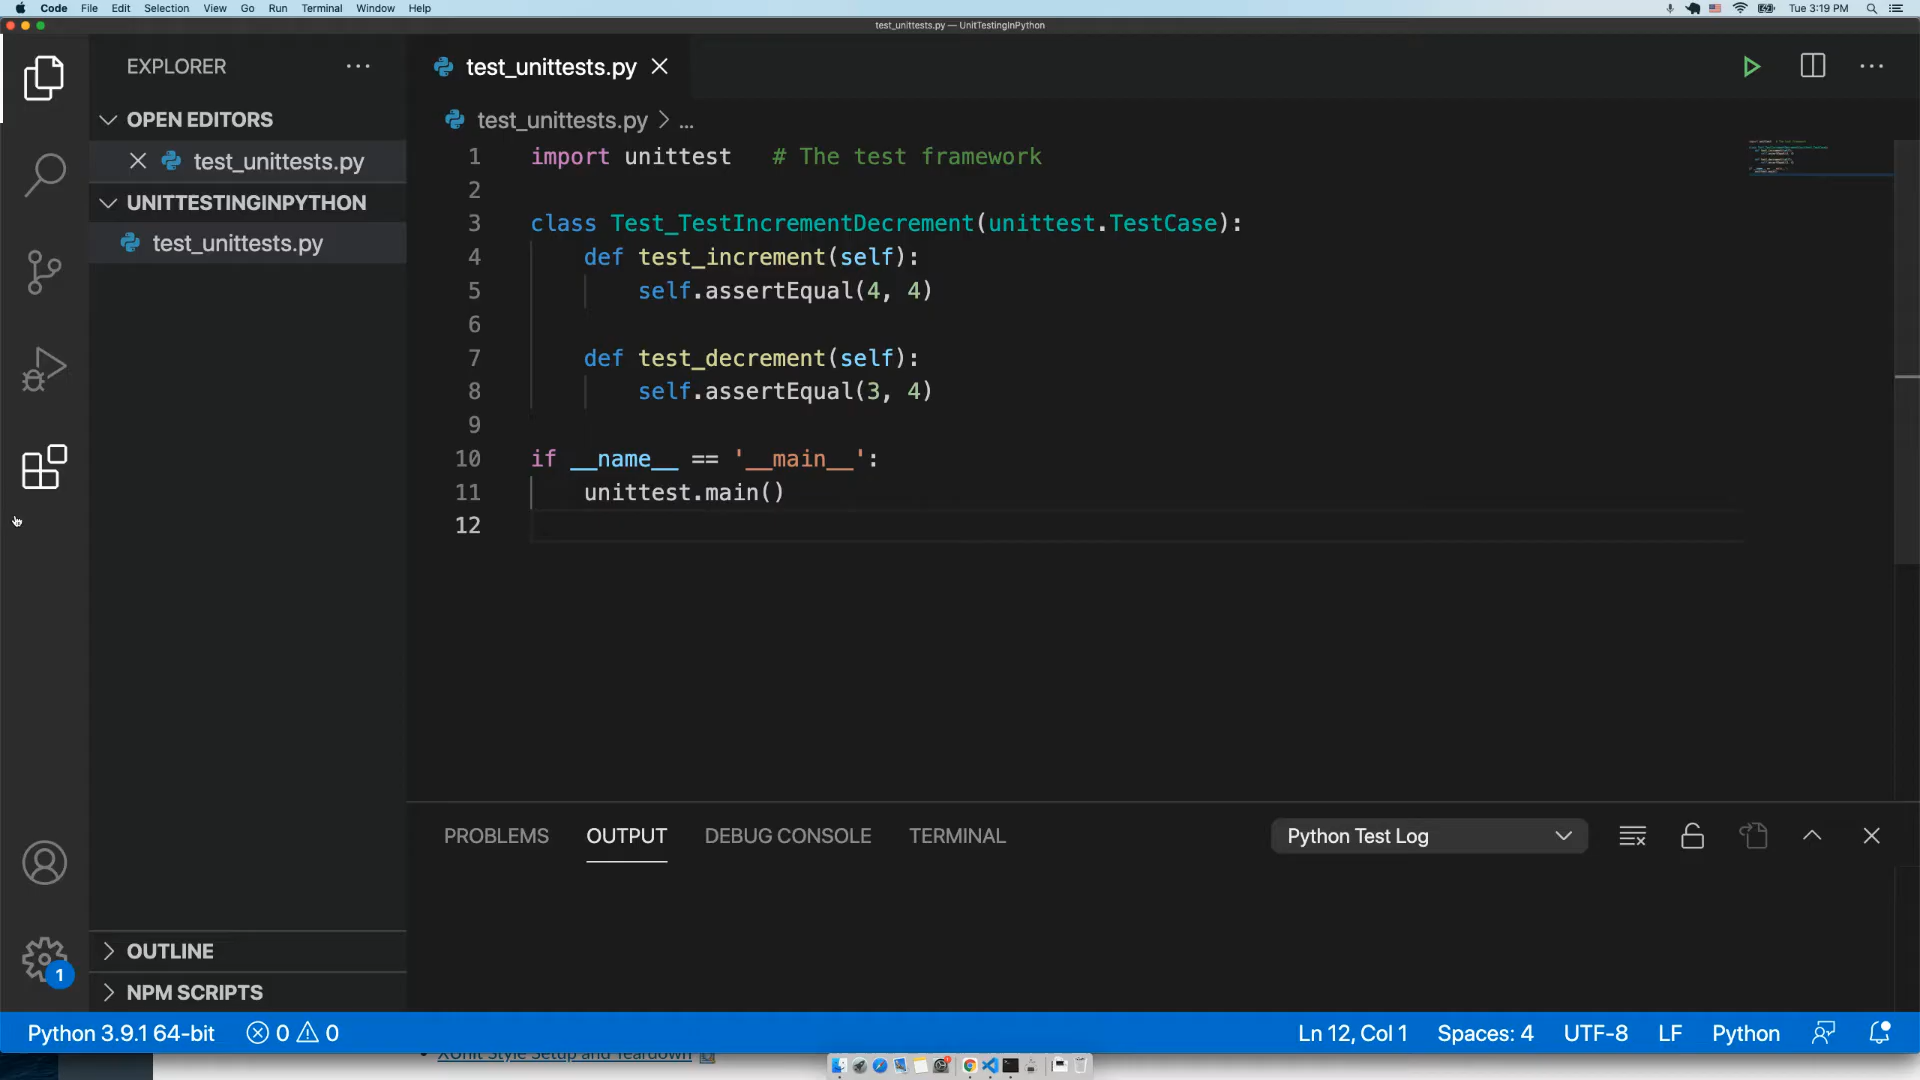 Code File Edit Selection View Go Run Terminal Window Help Tue 3:19 PM
test_unittests.py — UnitTestingInPython
EXPLORER
test_unittests.py
OPEN EDITORS
test_unittests.py > ...
test_unittests.py
UNITTESTINGINPYTHON
test_unittests.py
1 import unittest # The test framework
2
3 class Test_TestIncrementDecrement(unittest.TestCase):
4 def test_increment(self):
5 self.assertEqual(4, 4)
6
7 def test_decrement(self):
8 self.assertEqual(3, 4)
9
10 if __name__ == '__main__':
11 unittest.main()
12
PROBLEMS OUTPUT DEBUG CONSOLE TERMINAL Python Test Log
OUTLINE
1
NPM SCRIPTS
Python 3.9.1 64-bit 0 0 Ln 12, Col 1 Spaces: 4 UTF-8 LF Python
XUnit Style Setup and Teardown